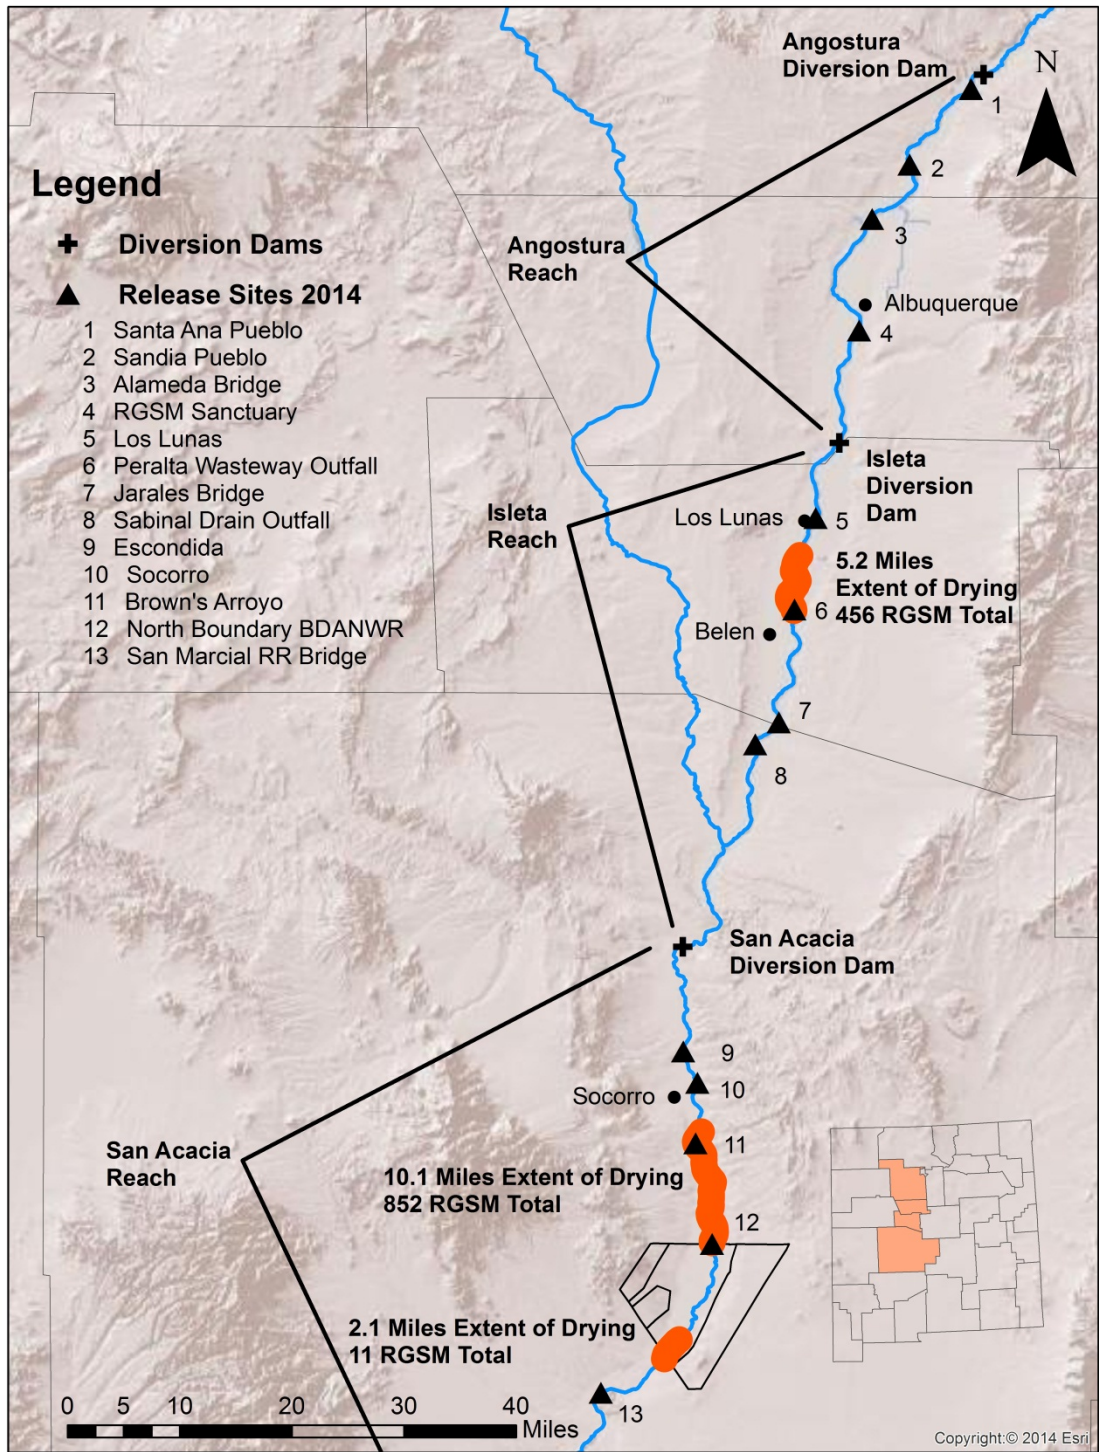 Angostura
Diversion Dam
N
1
2
Legend
Diversion Dams
Release Sites 2014
1 Santa Ana Pueblo
2 Sandia Pueblo
3 Alameda Bridge
4 RGSM Sanctuary
5 Los Lunas
6 Peralta Wasteway Outfall
7 Jarales Bridge
8 Sabinal Drain Outfall
9 Escondida
10 Socorro
11 Brown's Arroyo
12 North Boundary BDANWR
13 San Marcial RR Bridge
Angostura
Reach
3
Albuquerque
4
Isleta
Diversion
Dam
Isleta
Reach
Los Lunas
5
5.2 Miles
Extent of Drying
456 RGSM Total
6
Belen
7
8
San Acacia
Diversion Dam
9
10
Socorro
San Acacia
Reach
11
10.1 Miles Extent of Drying
852 RGSM Total
12
2.1 Miles Extent of Drying
11 RGSM Total
13
0 5 10 20 30 40
Miles
Copyright:© 2014 Esri